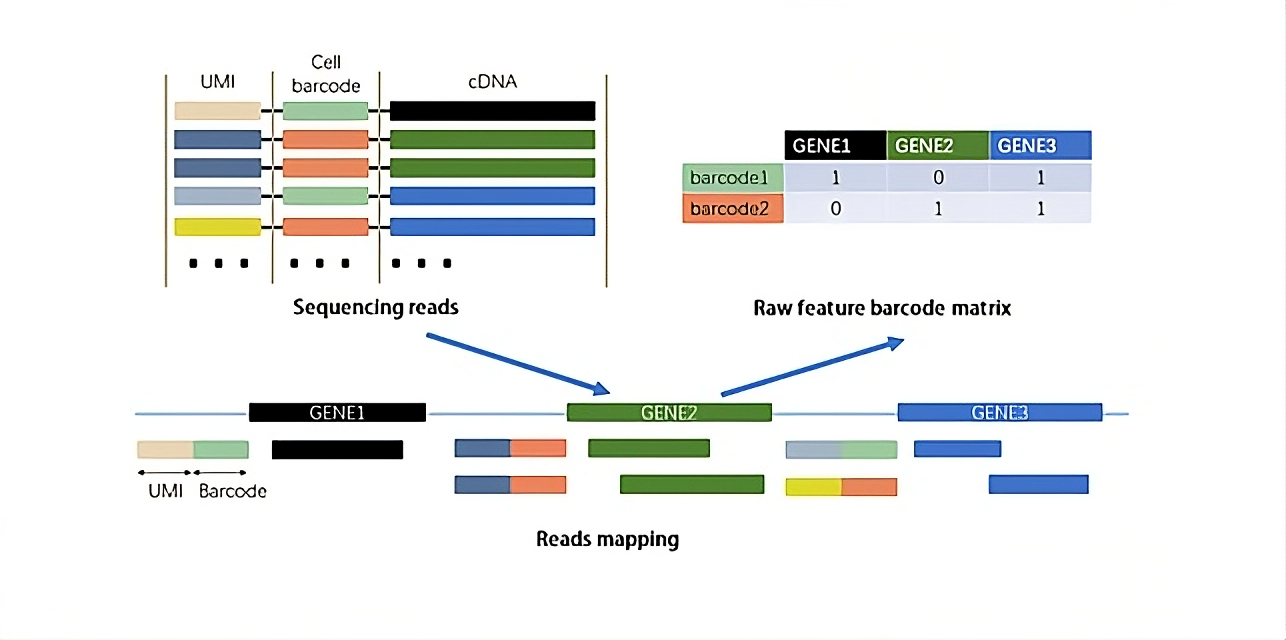 UMI
Cell
barcode
cDNA
Sequencing reads
GENE1 GENE2 GENE3
barcode1 1 0 1
barcode2 0 1 1
Raw feature barcode matrix
GENE1 GENE2 GENE3
UMI Barcode
Reads mapping